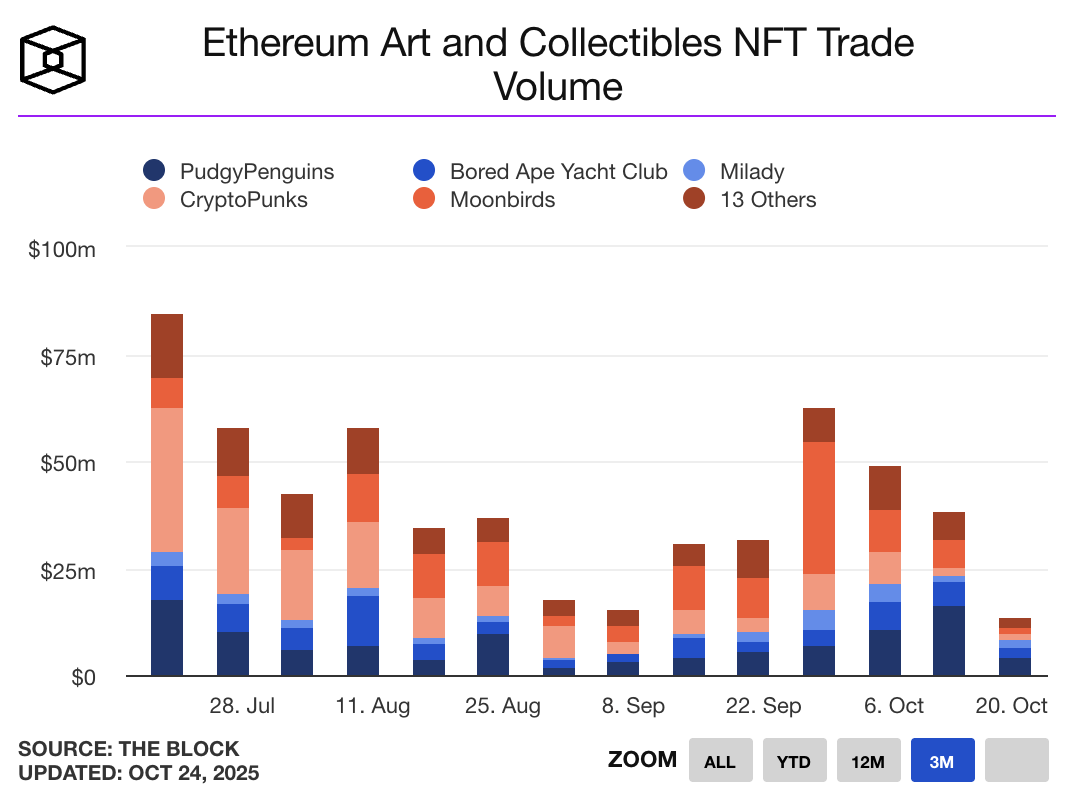 Ethereum Art and Collectibles NFT Trade
Volume
PudgyPenguins
Bored Ape Yacht Club
Milady
CryptoPunks
Moonbirds
13 Others
$100m
$75m
$50m
$25m
$0
28. Jul
11. Aug
25. Aug
8. Sep
22. Sep
6. Oct
20. Oct
SOURCE: THE BLOCK
UPDATED: OCT 24, 2025
ZOOM
ALL
YTD
12M
3M